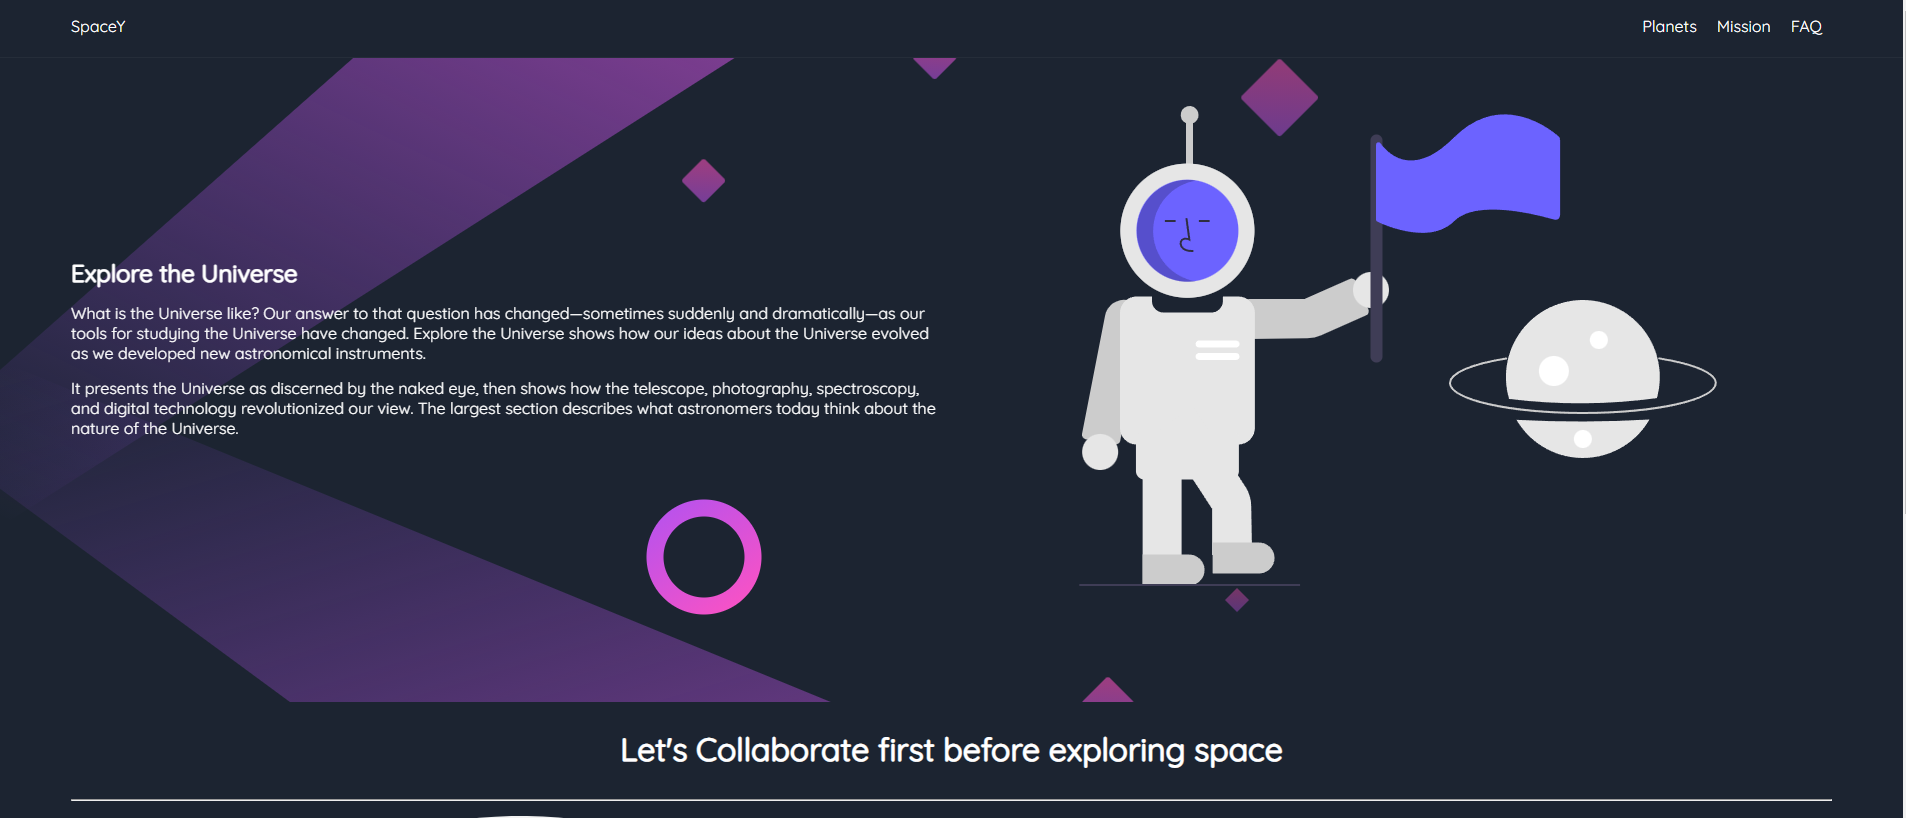 SpaceY
Planets Mission FAQ
Explore the Universe
What is the Universe like? Our answer to that question has changed—sometimes suddenly and dramatically—as our
tools for studying the Universe have changed. Explore the Universe shows how our ideas about the Universe evolved
as we developed new astronomical instruments.
It presents the Universe as discerned by the naked eye, then shows how the telescope, photography, spectroscopy,
and digital technology revolutionized our view. The largest section describes what astronomers today think about the
nature of the Universe.
Let's Collaborate first before exploring space